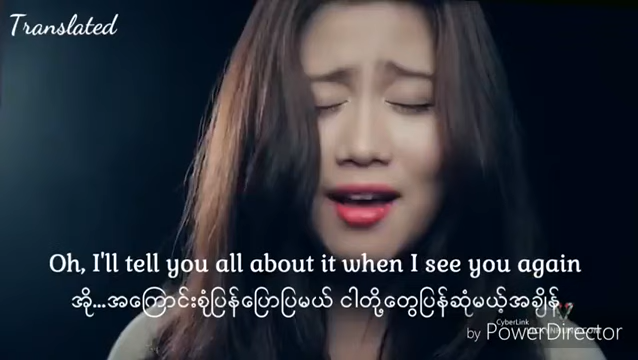 Translated
Oh, I'll tell you all about it when I see you again
အို...အကြောင်းစုံပြန်ပြောပြမယ် ငါတို့တွေပြန်ဆုံမယ့်အချိန်
CyberLink
by PowerDirector